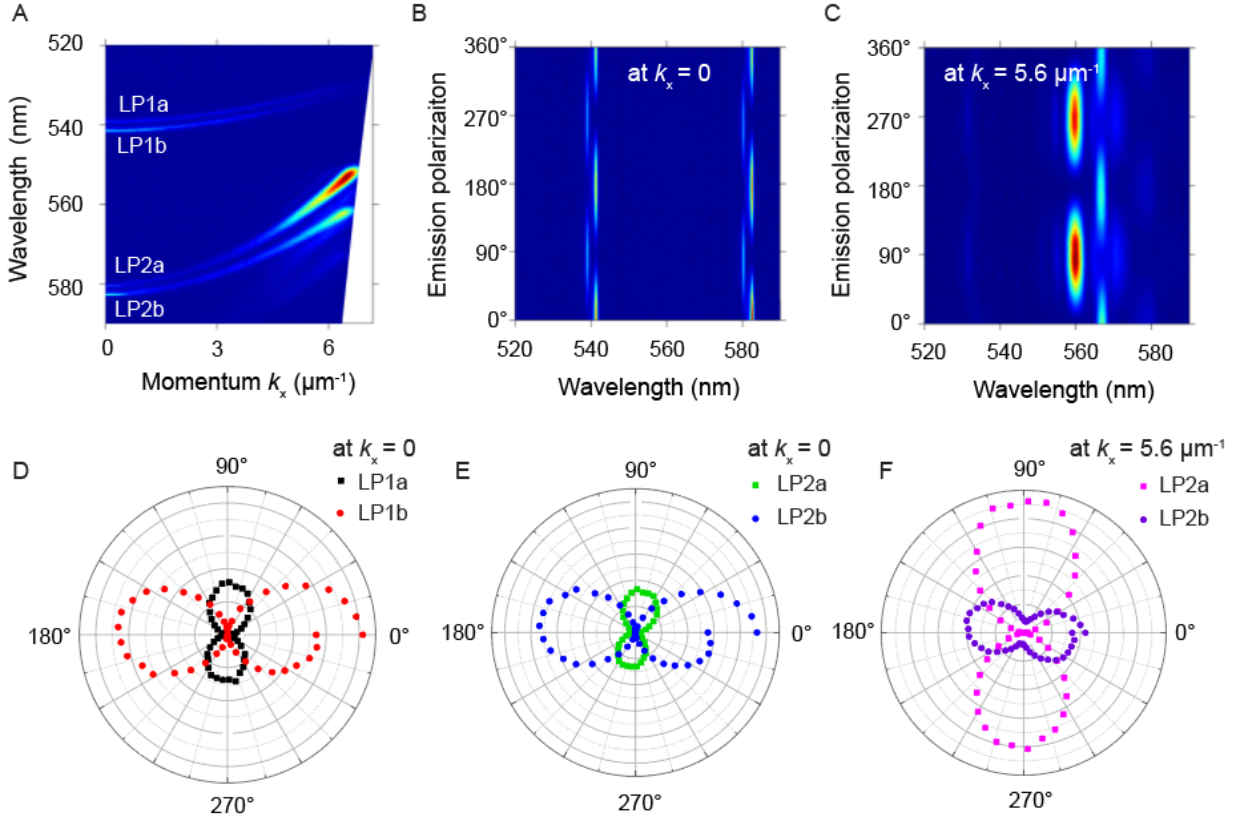 A
520
540
560
580
Wavelength (nm)
LP1a
LP1b
LP2a
LP2b
0
3
6
Momentum kx (µm-1)
B
360°
270°
180°
90°
0°
Emission polarizaiton
at kx = 0
520
540
560
580
Wavelength (nm)
C
360°
270°
180°
90°
0°
Emission polarizaiton
at kx = 5.6 µm-1
520
540
560
580
Wavelength (nm)
D
at kx = 0
LP1a
LP1b
90°
180°
0°
270°
E
at kx = 0
LP2a
LP2b
90°
180°
0°
270°
F
at kx = 5.6 µm-1
LP2a
LP2b
90°
180°
0°
270°